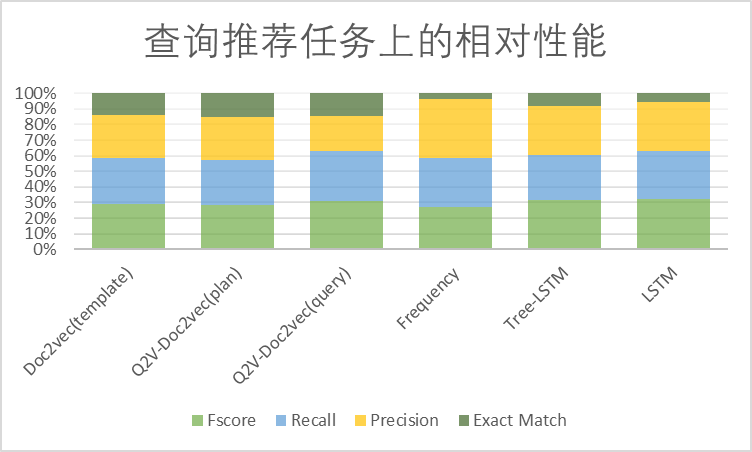 查询推荐任务上的相对性能
100%
90%
80%
70%
60%
50%
40%
30%
20%
10%
0%
Doc2vec(template)
Q2V-Doc2vec(plan)
Q2V-Doc2vec(query)
Frequency
Tree-LSTM
LSTM
Fscore Recall Precision Exact Match